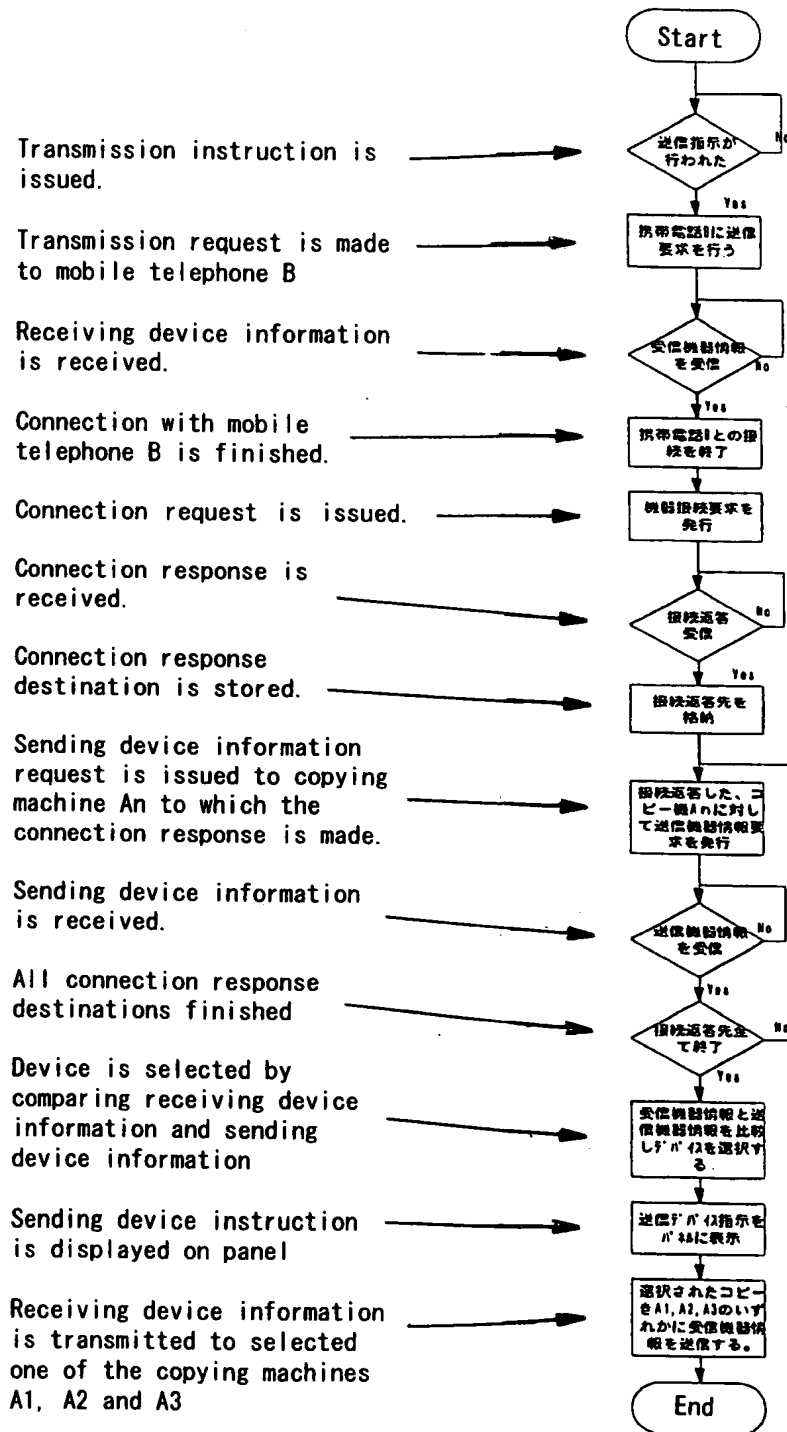 Start
Transmission instruction is
issued.
送信指示が
行われた
No
Yes
Transmission request is made
to mobile telephone B
携帯電話Bに送信
要求を行う
Receiving device information
is received.
受信機器情報
を受信
No
Yes
Connection with mobile
telephone B is finished.
携帯電話Bとの接
続を終了
Connection request is issued.
機器接続要求を
発行
Connection response is
received.
接続返答
受信
No
Yes
Connection response
destination is stored.
接続返答先を
格納
Sending device information
request is issued to copying
machine An to which the
connection response is made.
接続返答した、コ
ピー機Anに対し
て送信機器情報要
求を発行
Sending device information
is received.
送信機器情報
を受信
No
Yes
All connection response
destinations finished
接続返答先全
て終了
No
Yes
Device is selected by
comparing receiving device
information and sending
device information
受信機器情報と送
信機器情報を比較
しデバイスを選択す
る
Sending device instruction
is displayed on panel
送信デバイス指示を
パネルに表示
Receiving device information
is transmitted to selected
one of the copying machines
A1, A2 and A3
選択されたコピー
きA1,A2,A3のいず
れかに受信機器情
報を送信する。
End